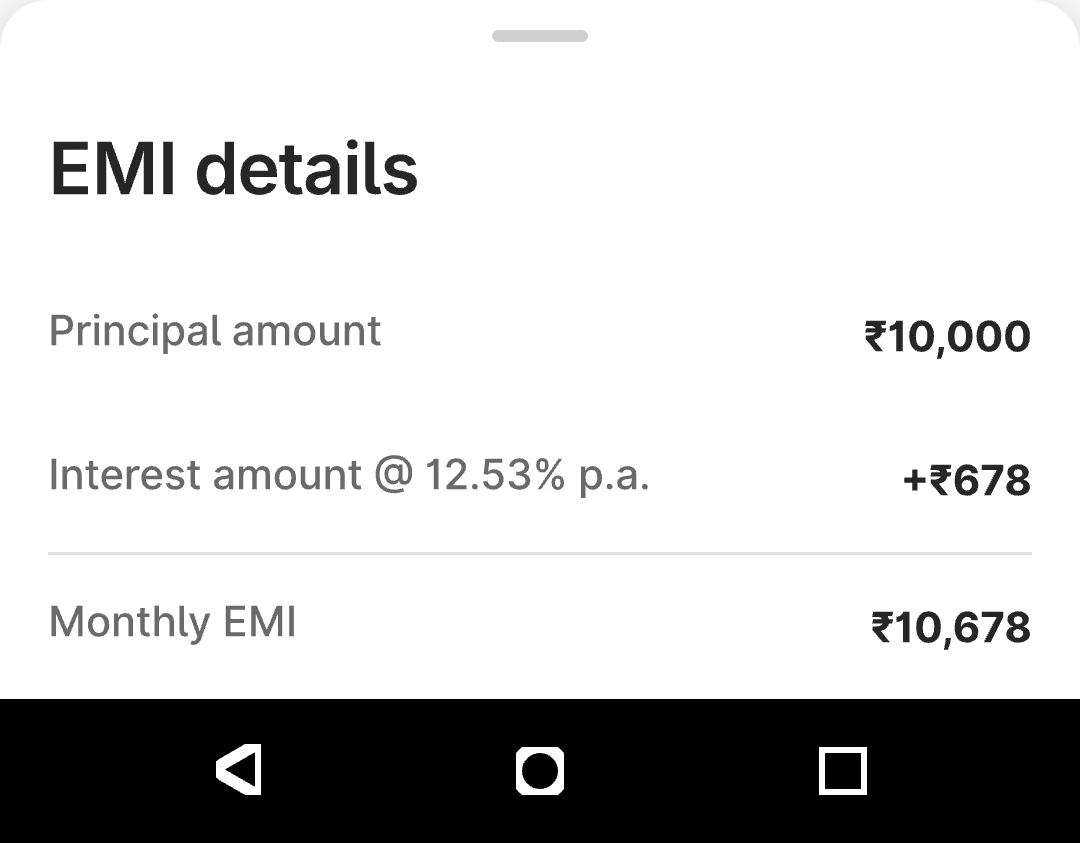 EMI details
Principal amount ₹10,000
Interest amount @ 12.53% p.a. +₹678
Monthly EMI ₹10,678